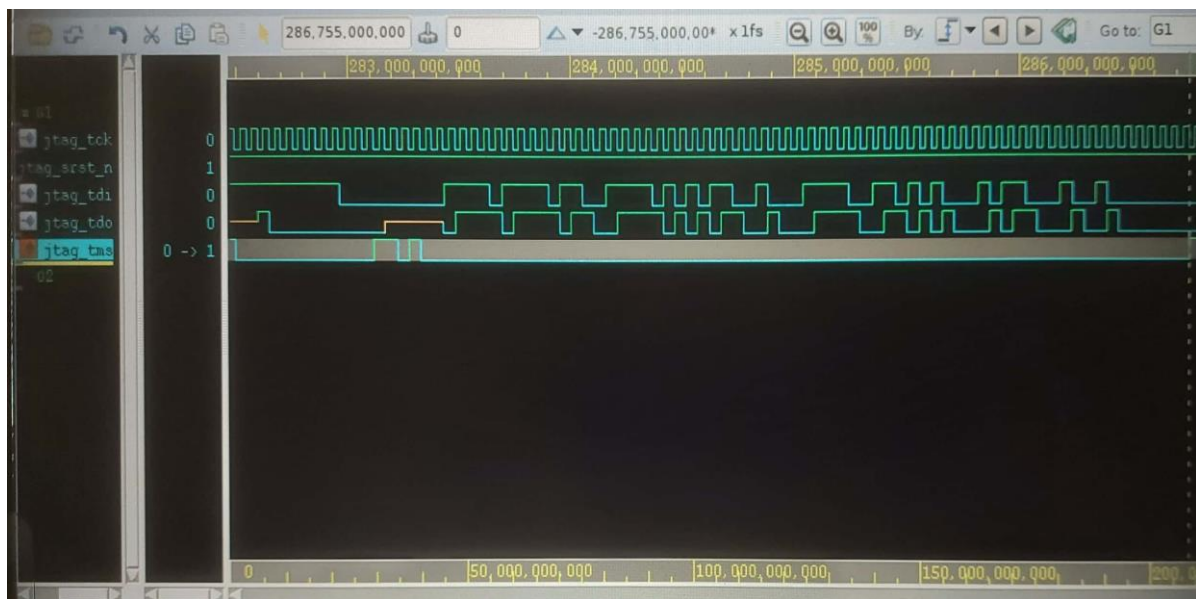 286,755,000,000 0 -286,755,000,00* x1fs 100 % By: Go to: G1
283,000,000,000 284,000,000,000 285,000,000,000 286,000,000,000
jtag_tck 0
jtag_srst_n 1
jtag_tdi 0
jtag_tdo 0
jtag_tms 0 -> 1
0 50,000,000,000 100,000,000,000 150,000,000,000